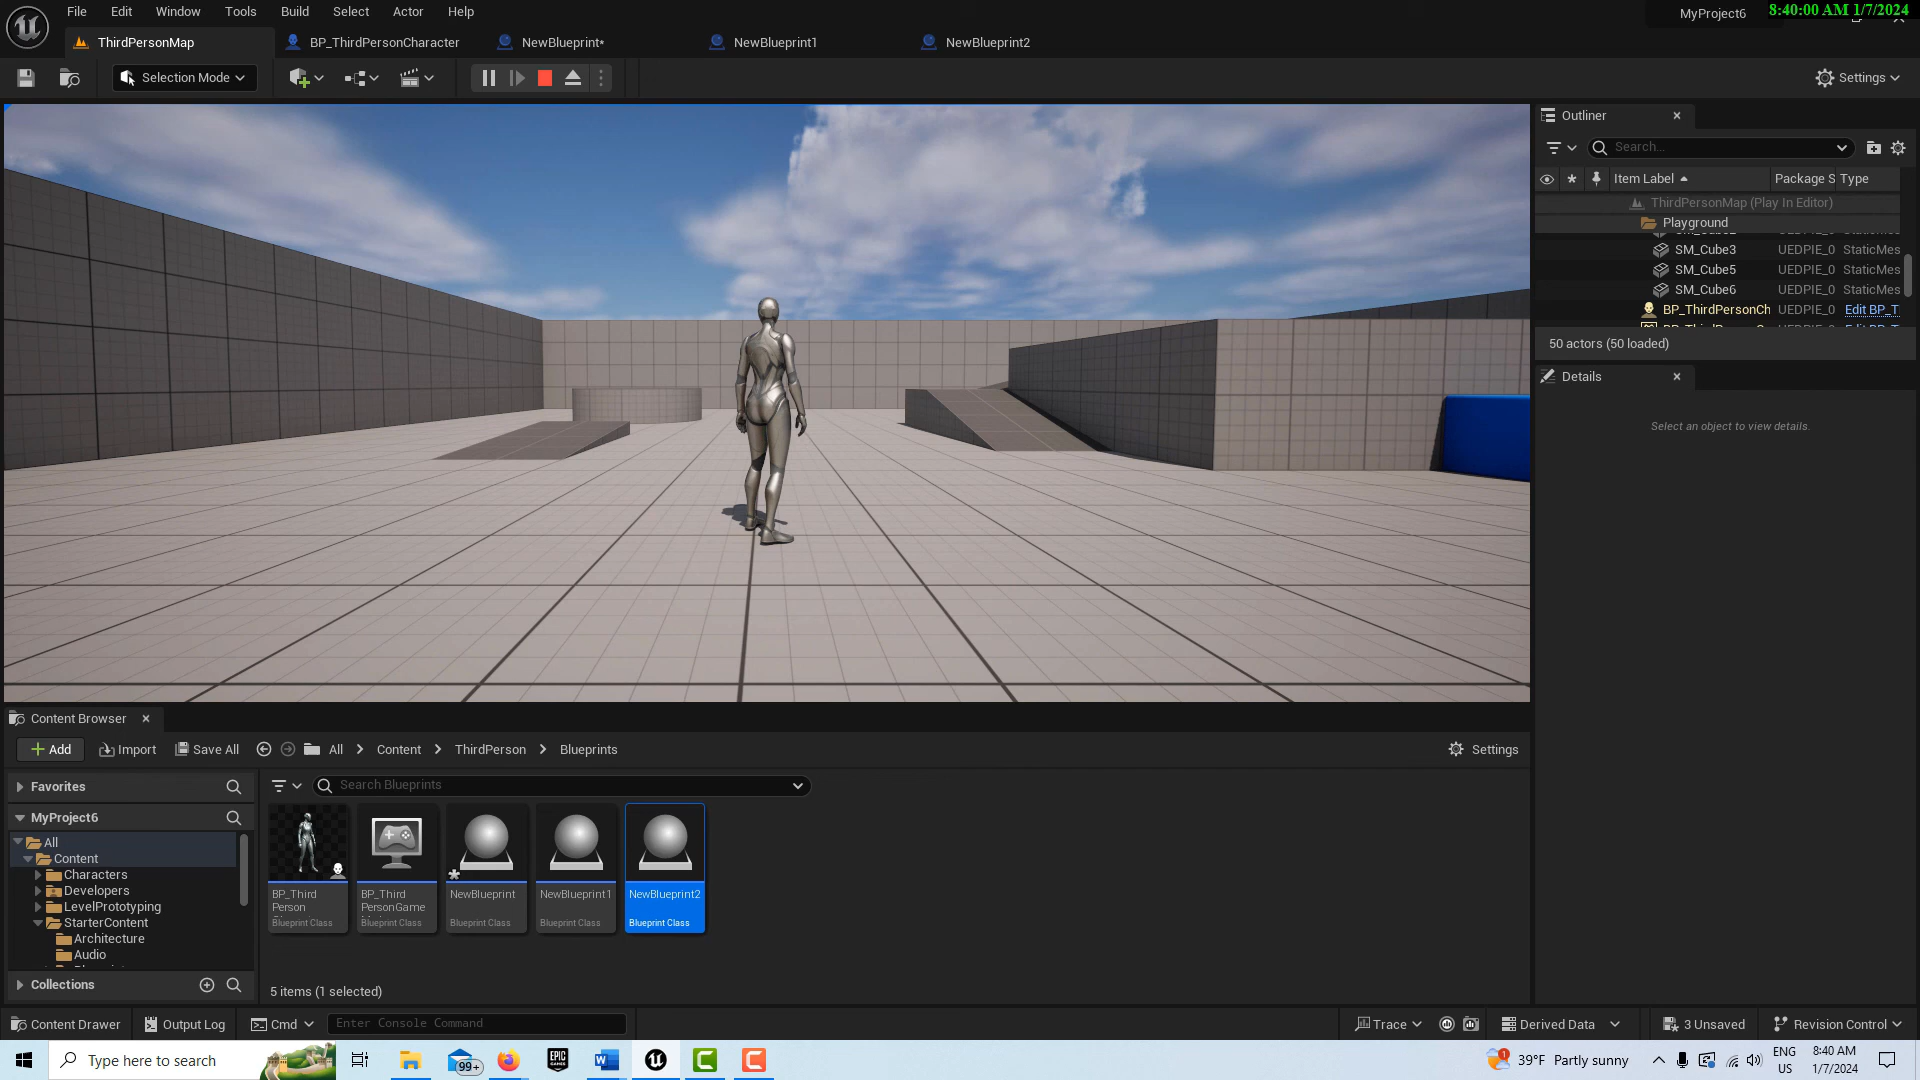 File Edit Window Tools Build Select Actor Help
MyProject6
8:40:00 AM 1/7/2024
ThirdPersonMap
BP_ThirdPersonCharacter
NewBlueprint*
NewBlueprint1
NewBlueprint2
Selection Mode
Settings
Outliner
Search...
Item Label
Package S
Type
ThirdPersonMap (Play In Editor)
Playground
SM_Cube3 UEDPIE_0 StaticMes
SM_Cube5 UEDPIE_0 StaticMes
SM_Cube6 UEDPIE_0 StaticMes
BP_ThirdPersonCh UEDPIE_0 Edit BP_T
50 actors (50 loaded)
Details
Select an object to view details.
Content Browser
Add Import Save All All Content ThirdPerson Blueprints Settings
Favorites
Search Blueprints
MyProject6
All
Content
Characters
Developers
LevelPrototyping
StarterContent
Architecture
Audio
Collections
BP_Third
Person
Blueprint Class
BP_Third
PersonGame
Blueprint Class
NewBlueprint
Blueprint Class
NewBlueprint1
Blueprint Class
NewBlueprint2
Blueprint Class
5 items (1 selected)
Content Drawer Output Log Cmd Enter Console Command Trace Derived Data 3 Unsaved Revision Control
Type here to search
99+
EPIC
GAMES
1
39°F Partly sunny
ENG
US
8:40 AM
1/7/2024